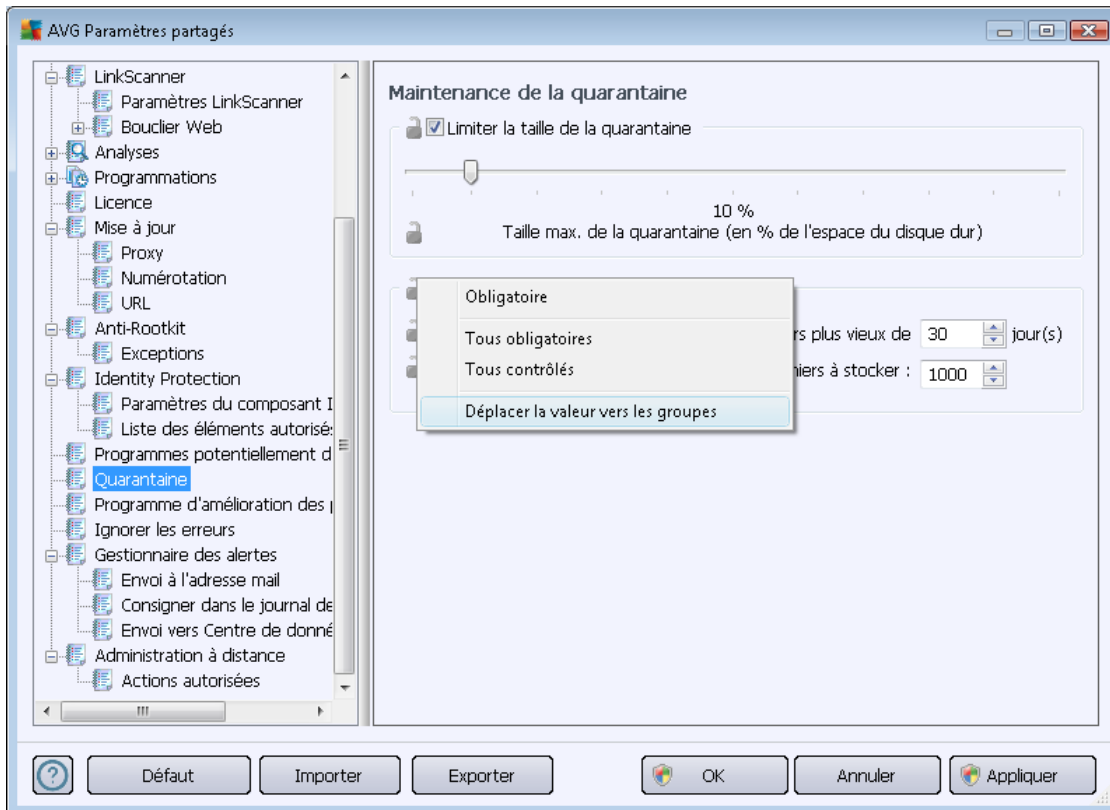 AVG Paramètres partagés
LinkScanner
Paramètres LinkScanner
Bouclier Web
Analyses
Programmations
Licence
Mise à jour
Proxy
Numérotation
URL
Anti-Rootkit
Exceptions
Identity Protection
Paramètres du composant I
Liste des éléments autorisé
Programmes potentiellement d
Quarantaine
Programme d'amélioration des
Ignorer les erreurs
Gestionnaire des alertes
Envoi à l'adresse mail
Consigner dans le journal de
Envoi vers Centre de donné
Administration à distance
Actions autorisées
Maintenance de la quarantaine
Limiter la taille de la quarantaine
10 %
Taille max. de la quarantaine (en % de l'espace du disque dur)
Obligatoire
Tous obligatoires
Tous contrôlés
Déplacer la valeur vers les groupes
rs plus vieux de 30 jour(s)
niers à stocker : 1000
Défaut
Importer
Exporter
OK
Annuler
Appliquer